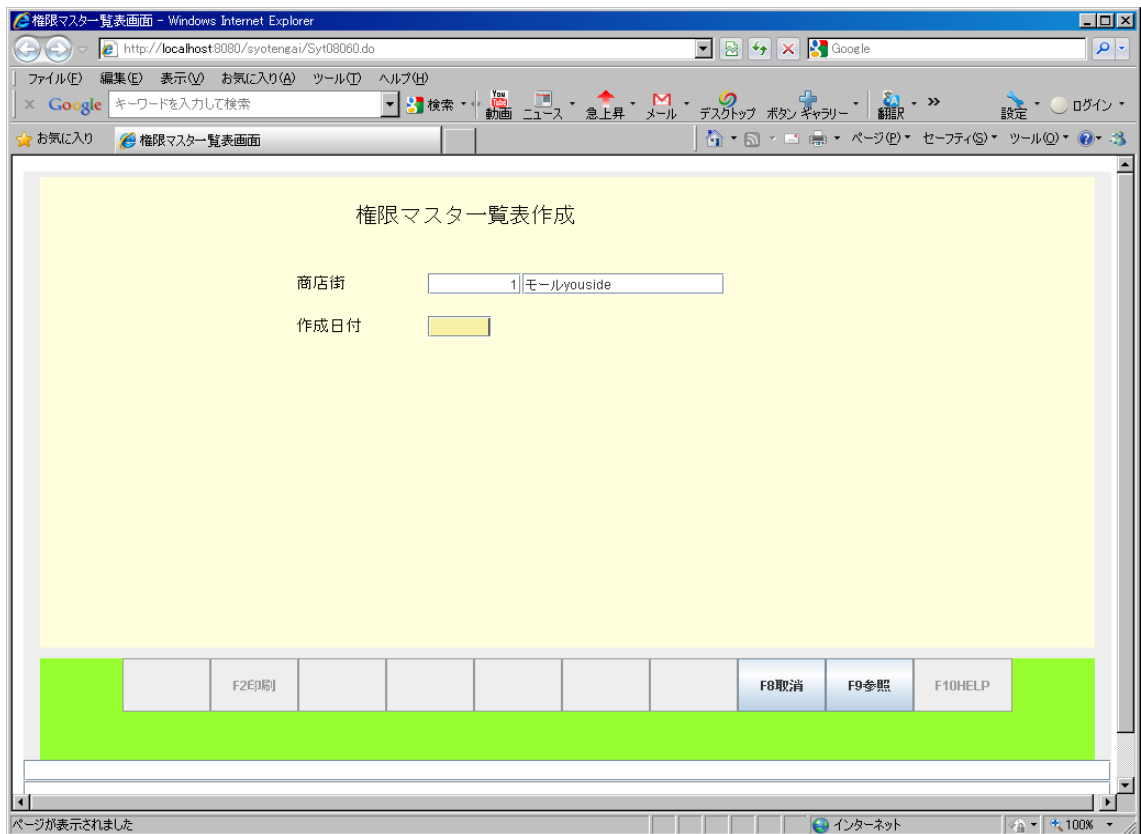 権限マスター覧表画面 - Windows Internet Explorer
http://localhost:8080/syotengai/Syt08060.do
Google
ファイル(F) 編集(E) 表示(V) お気に入り(A) ツール(T) ヘルプ(H)
x Google キーワードを入力して検索 検索 You Tube 動画 ニュース 急上昇 メール デスクトップ ボタン ギャラリー 翻訳 » 設定 ログイン
お気に入り 権限マスター覧表画面 ページ(P) セーフティ(S) ツール(O)
権限マスター覧表作成
商店街 1 モールyouside
作成日付
F2印刷 F8取消 F9参照 F10HELP
ページが表示されました インターネット 100%